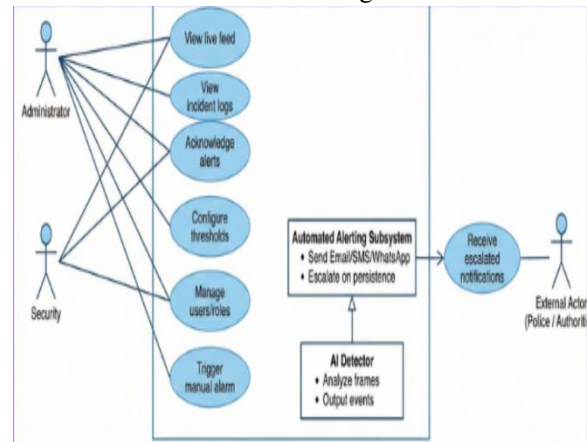 View live feed
Administrator
View
incident logs
Acknowledge
alerts
Configure
thresholds
Security
Manage
users/roles
Trigger
manual alarm
Automated Alerting Subsystem
• Send Email/SMS/WhatsApp
• Escalate on persistence
AI Detector
• Analyze frames
• Output events
Receive
escalated
notifications
External Actor
(Police / Authoriti